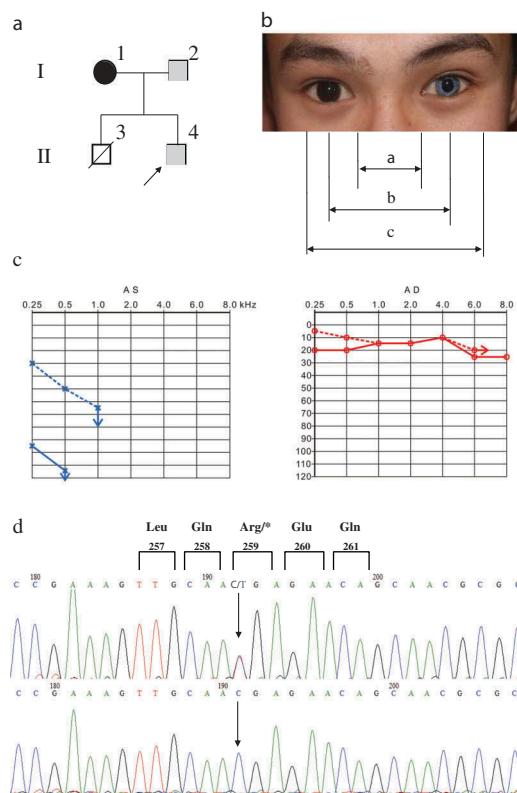 a
b
I
1
2
II
3
4
a
b
c
c
A S
0.25 0.5 1.0 2.0 4.0 6.0 8.0 kHz
A D
0.25 0.5 1.0 2.0 4.0 6.0 8.0
0
10
20
30
40
50
60
70
80
90
100
110
120
d
Leu Gln Arg/* Glu Gln
257 258 259 260 261
180 190 200
C C G A A A G T T G C A A C/T G A G A A C A G C A A C G C G
180 190 200
C C G A A A G T T G C A A C G A G A A C A G C A A C G C G C